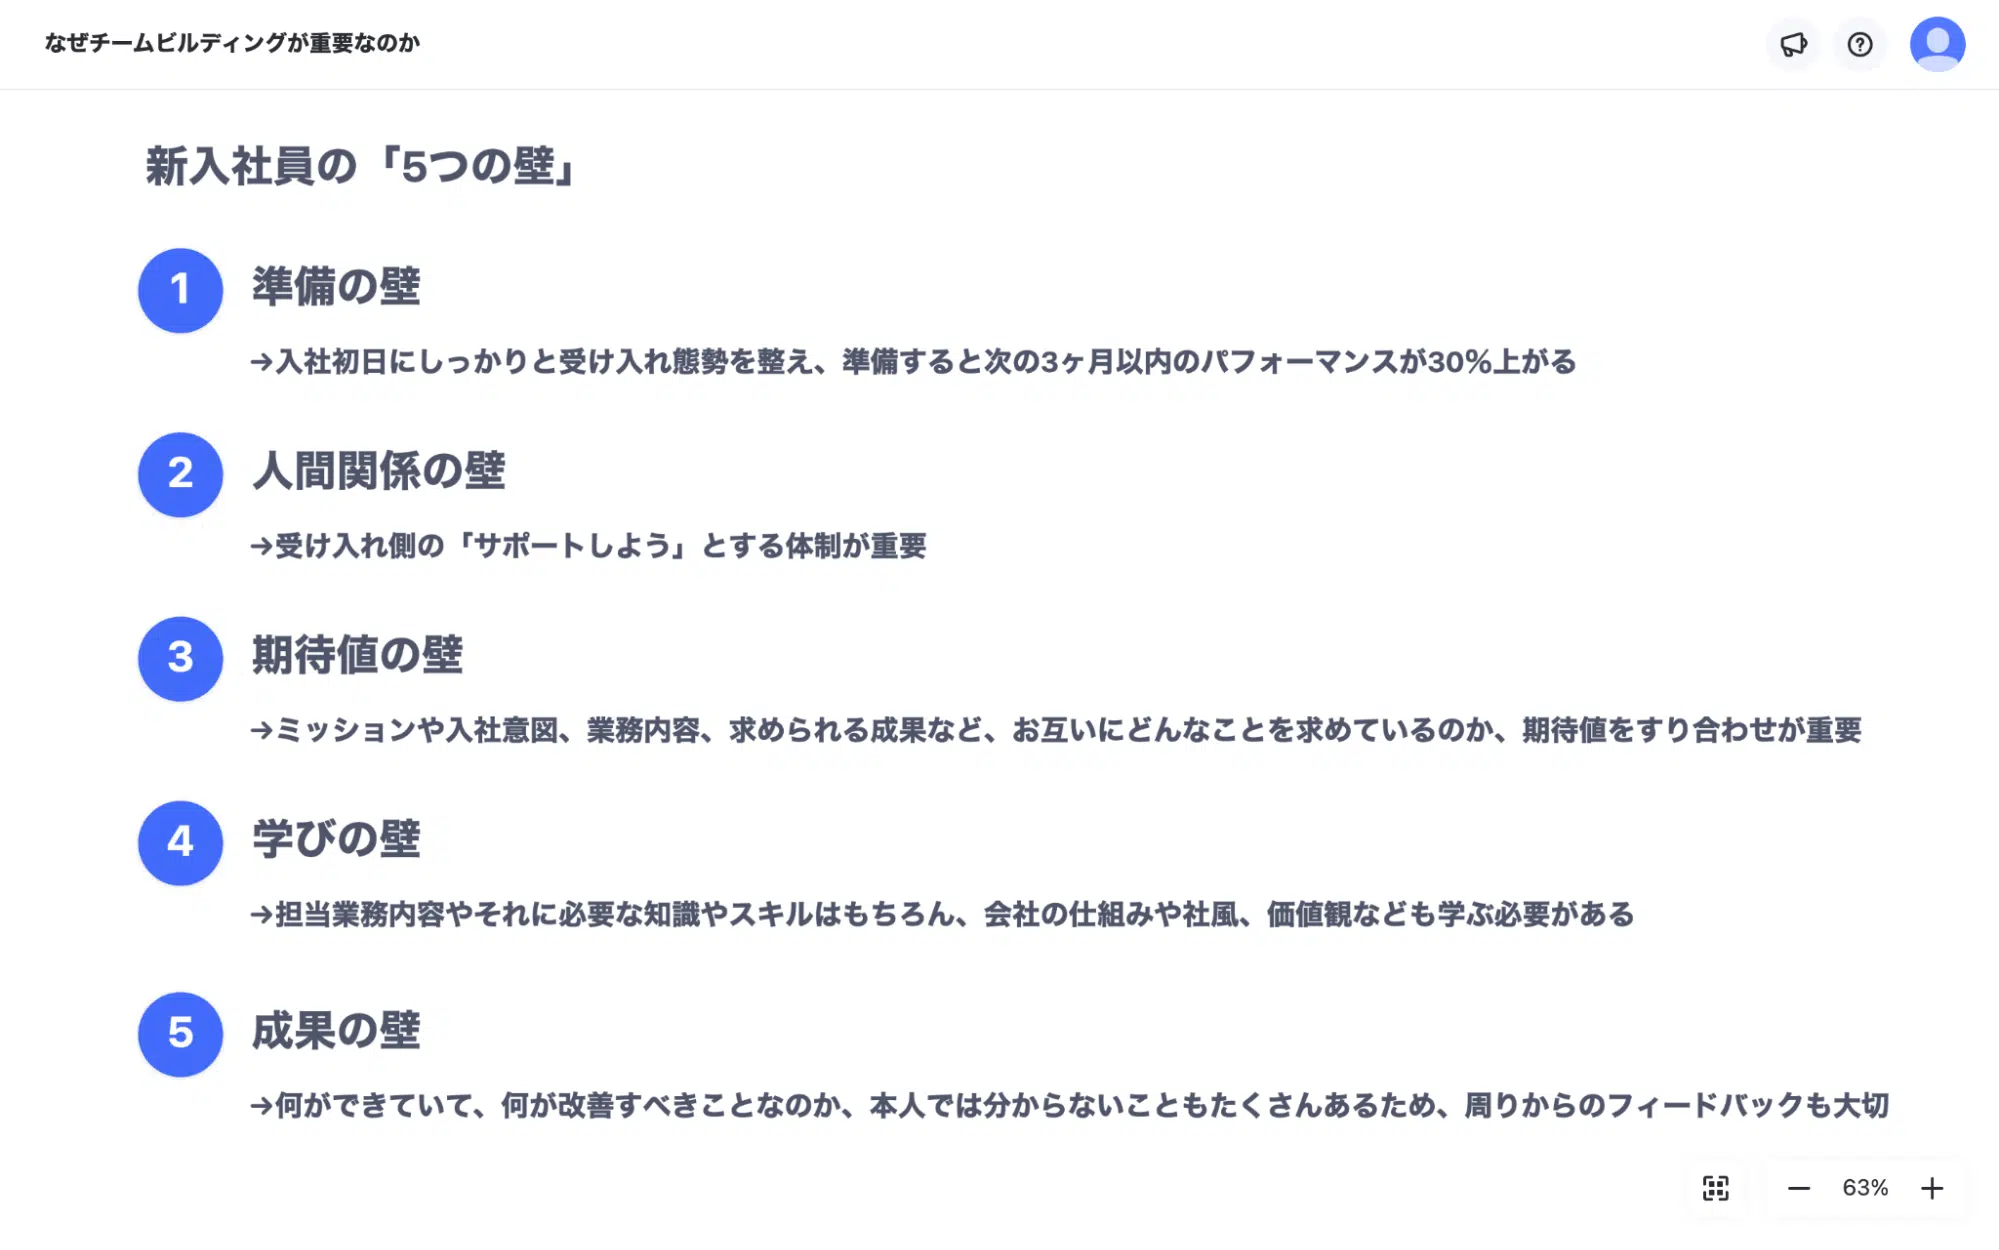 なぜチームビルディングが重要なのか
新入社員の「5つの壁」
1 準備の壁
→入社初日にしっかりと受け入れ態勢を整え、準備すると次の3ヶ月以内のパフォーマンスが30%上がる
2 人間関係の壁
→受け入れ側の「サポートしよう」とする体制が重要
3 期待値の壁
→ミッションや入社意図、業務内容、求められる成果など、お互いにどんなことを求めているのか、期待値をすり合わせが重要
4 学びの壁
→担当業務内容やそれに必要な知識やスキルはもちろん、会社の仕組みや社風、価値観なども学ぶ必要がある
5 成果の壁
→何ができていて、何が改善すべきことなのか、本人では分からないこともたくさんあるため、周りからのフィードバックも大切
63%